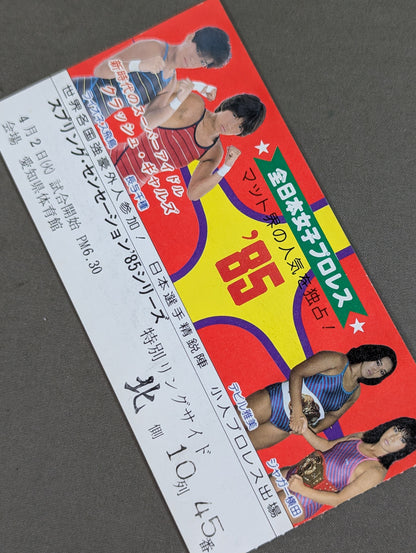 全日本女子プロレス
マット界の人気を独占!
'85
新時代のスーパーアイドル
クラッシュ・ギャルズ
ライオネス飛鳥
長与千種
デビル雅美
ジャガー横田
世界各国強豪外人参加! 日本選手精鋭陣 小人プロレス出場
スプリング・センセーション'85シリーズ 特別リングサイド
4月2日(火) 試合開始 PM6.30
会場 愛知県体育館
北側 10列 45番